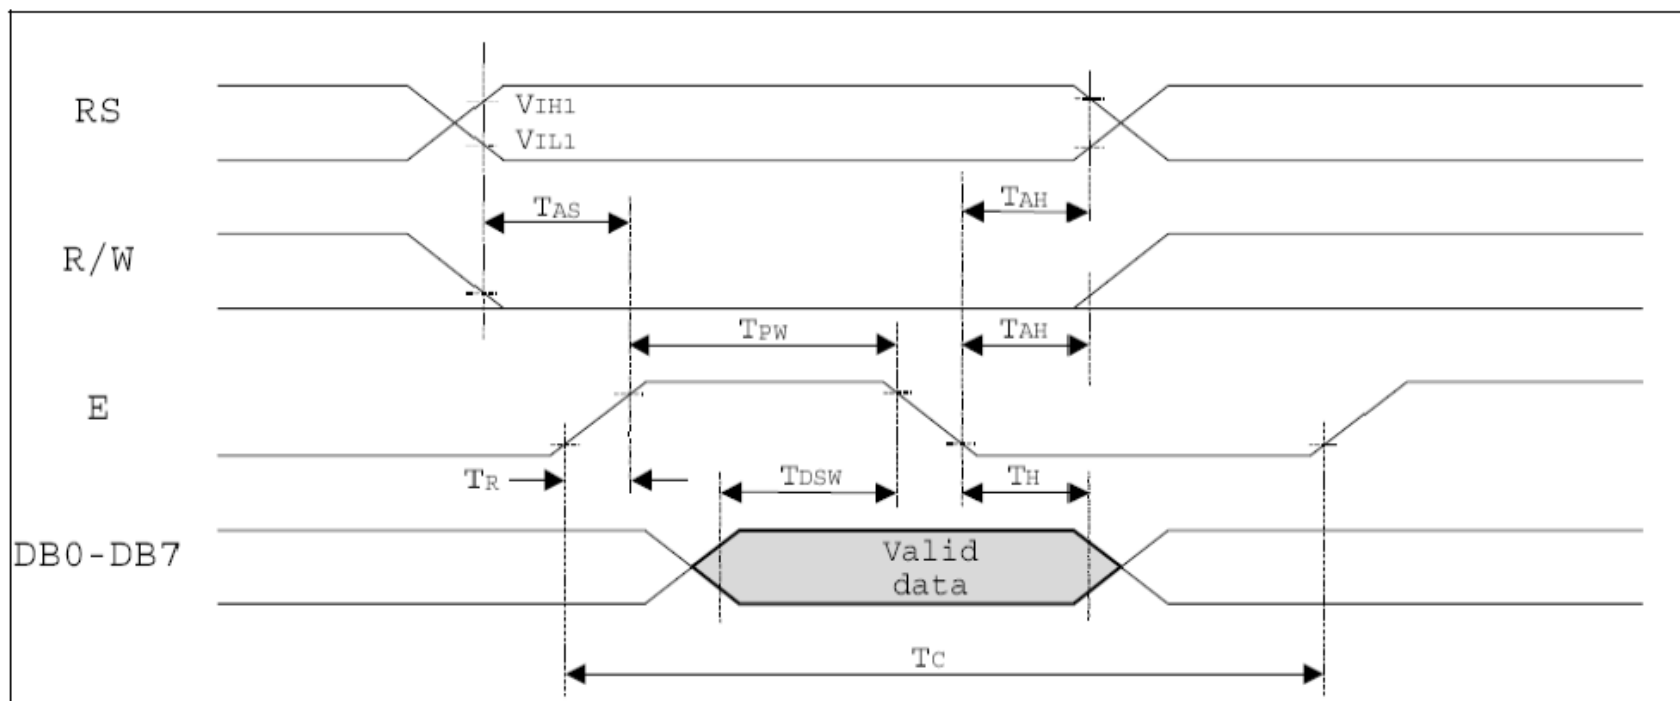 RS
VIH1
VIL1
TAS
TAH
R/W
TPW
TAH
E
TR
TDSW
TH
DB0-DB7
Valid
data
TC